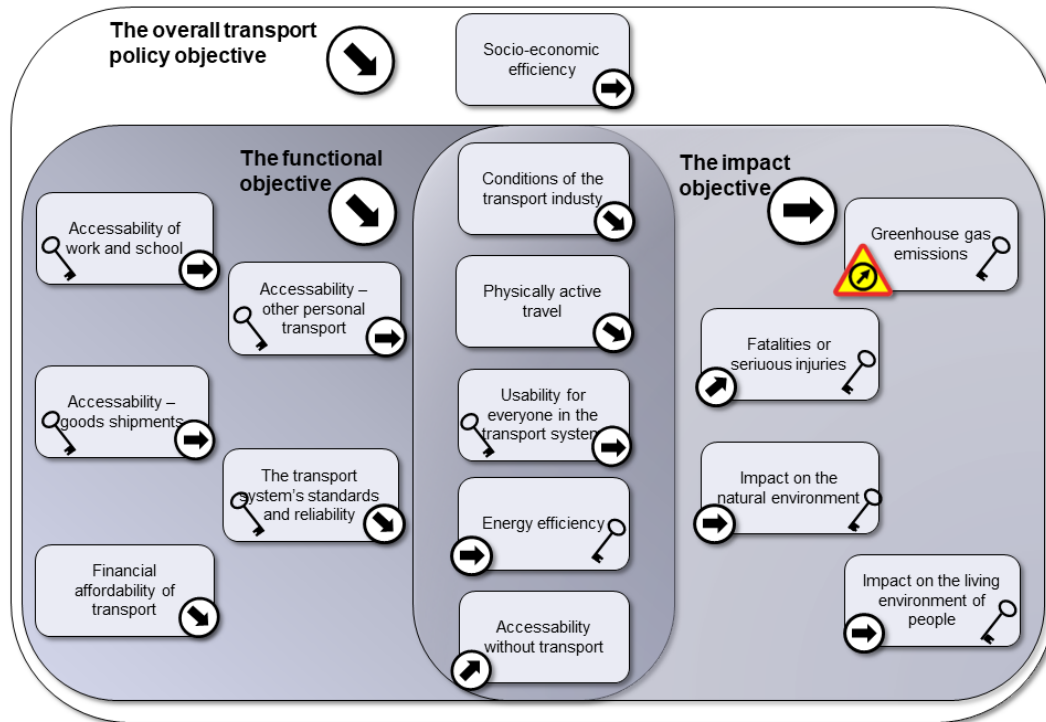 The overall transport
policy objective
Socio-economic
efficiency
The functional
objective
Accessability of
work and school
Accessability –
other personal
transport
Accessability –
goods shipments
The transport
system's standards
and reliability
Financial
affordability of
transport
Conditions of the
transport industy
Physically active
travel
Usability for
everyone in the
transport system
Energy efficiency
Accessability
without transport
The impact
objective
Greenhouse gas
emissions
Fatalities or
seriuous injuries
Impact on the
natural environment
Impact on the living
environment of
people